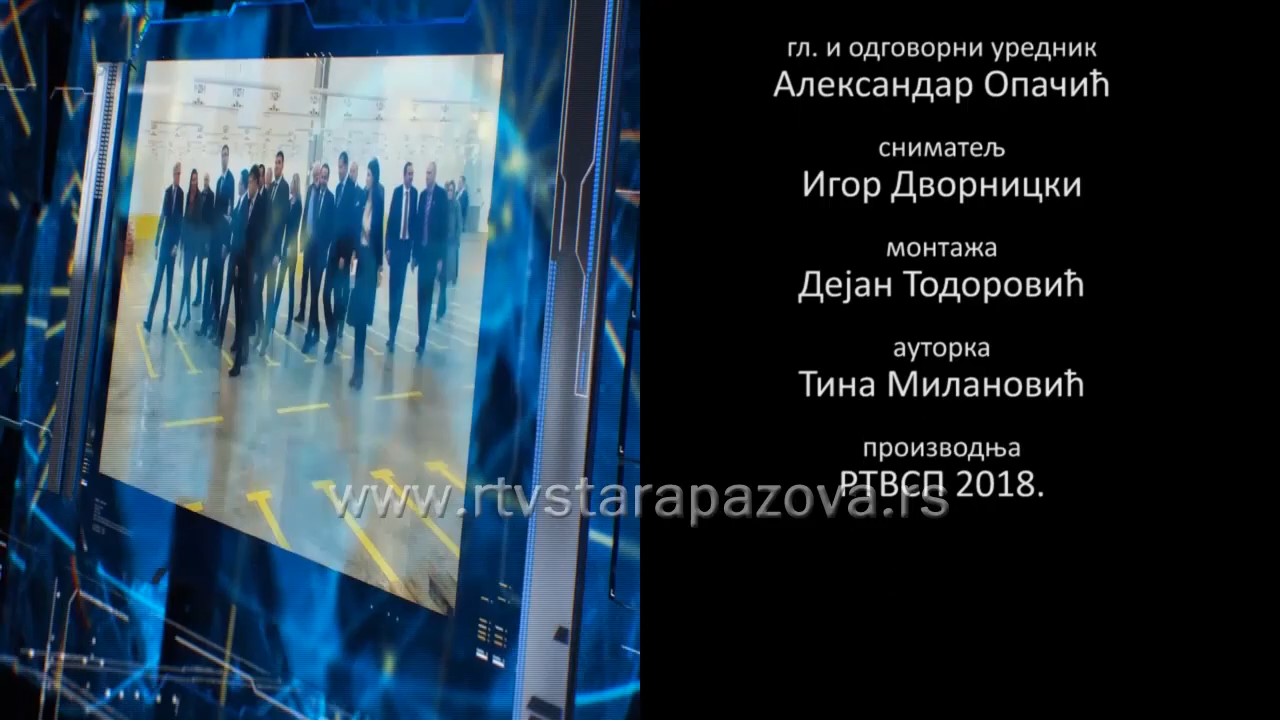 гл. и одговорни уредник
Александар Опачић
сниматељ
Игор Дворницки
монтажа
Дејан Тодоровић
ауторка
Тина Милановић
производња
РТВСП 2018.
www.rtvstarapazova.rs